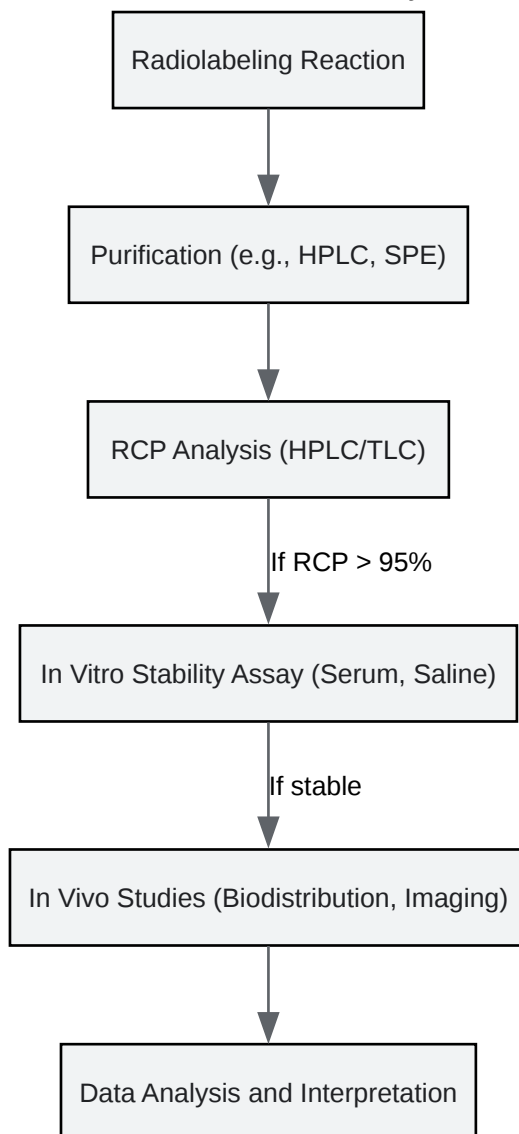 Radiolabeling Reaction
Purification (e.g., HPLC, SPE)
RCP Analysis (HPLC/TLC)
If RCP > 95%
In Vitro Stability Assay (Serum, Saline)
If stable
In Vivo Studies (Biodistribution, Imaging)
Data Analysis and Interpretation